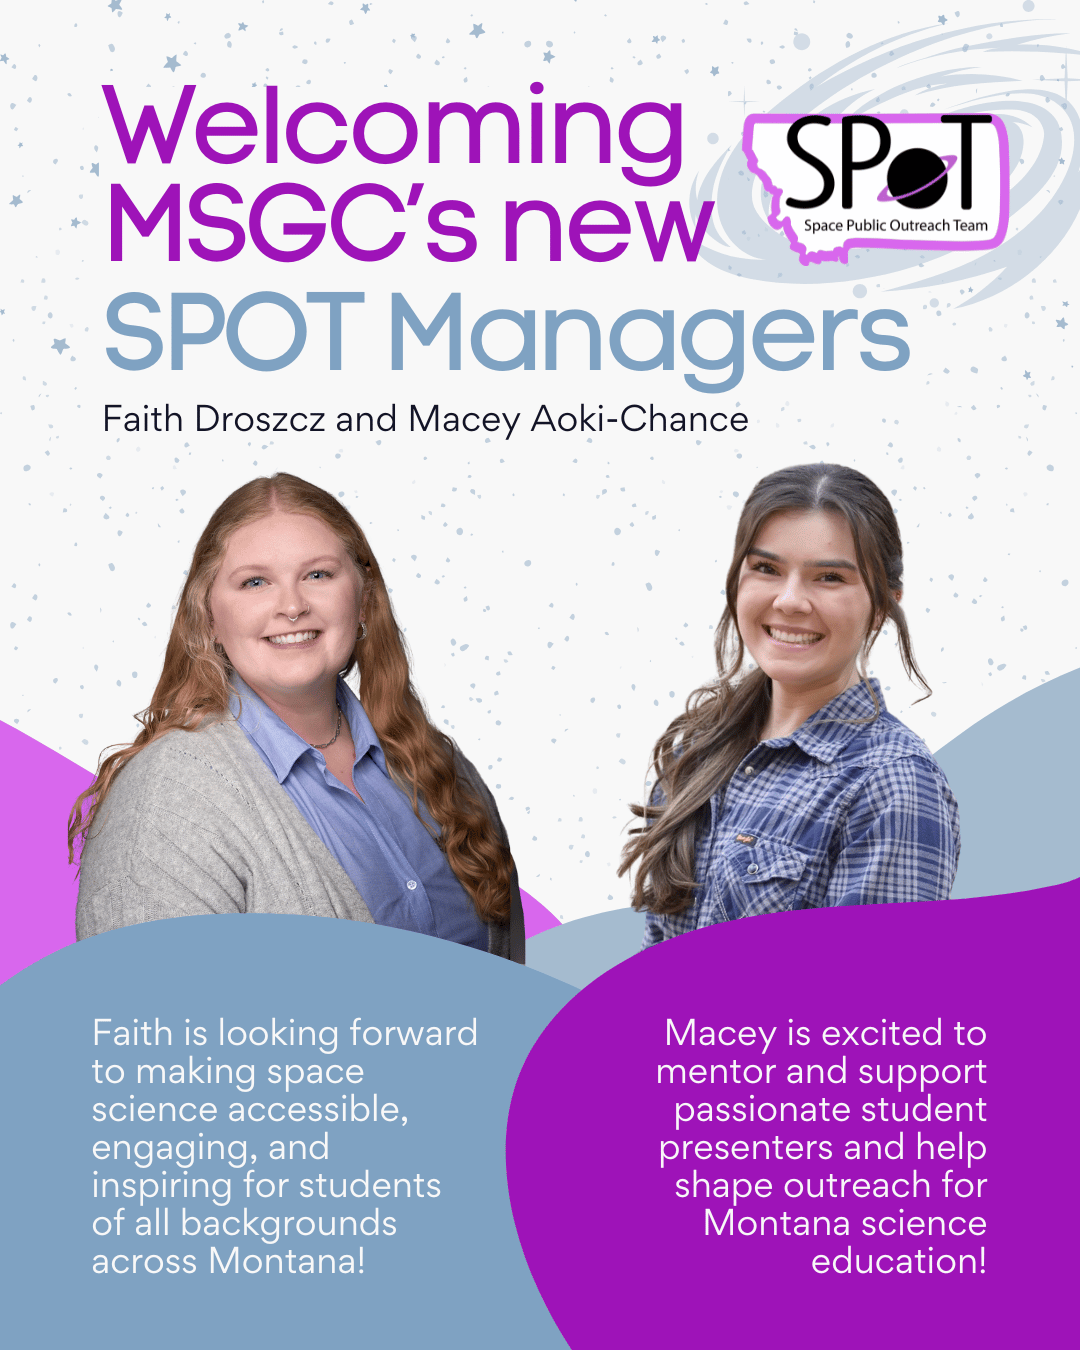 Welcoming
MSGC's new
SPOT Managers
SPOT
Space Public Outreach Team
Faith Droszcz and Macey Aoki-Chance
Faith is looking forward
to making space
science accessible,
engaging, and
inspiring for students
of all backgrounds
across Montana!
Macey is excited to
mentor and support
passionate student
presenters and help
shape outreach for
Montana science
education!